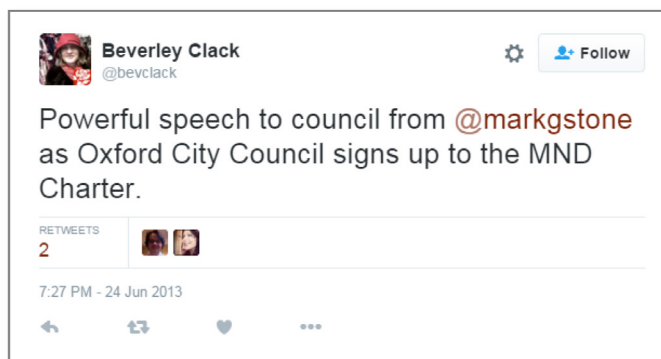 Beverley Clack
@bevclack
Follow
Powerful speech to council from @markgstone
as Oxford City Council signs up to the MND
Charter.
RETWEETS
2
7:27 PM - 24 Jun 2013